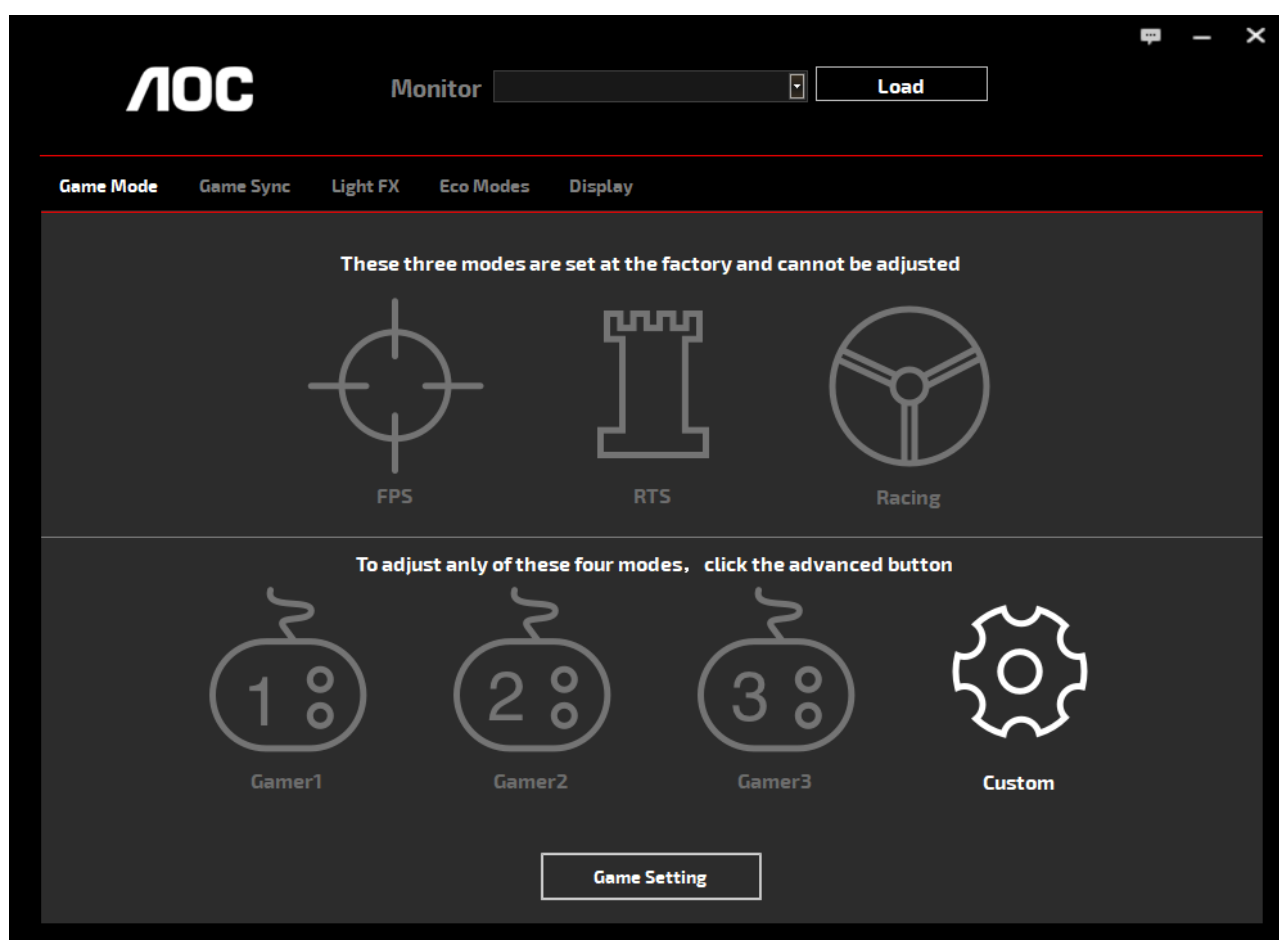 AOC
Monitor
Load
Game Mode Game Sync Light FX Eco Modes Display
These three modes are set at the factory and cannot be adjusted
FPS RTS Racing
To adjust anly of these four modes, click the advanced button
1 2 3
Gamer1 Gamer2 Gamer3 Custom
Game Setting